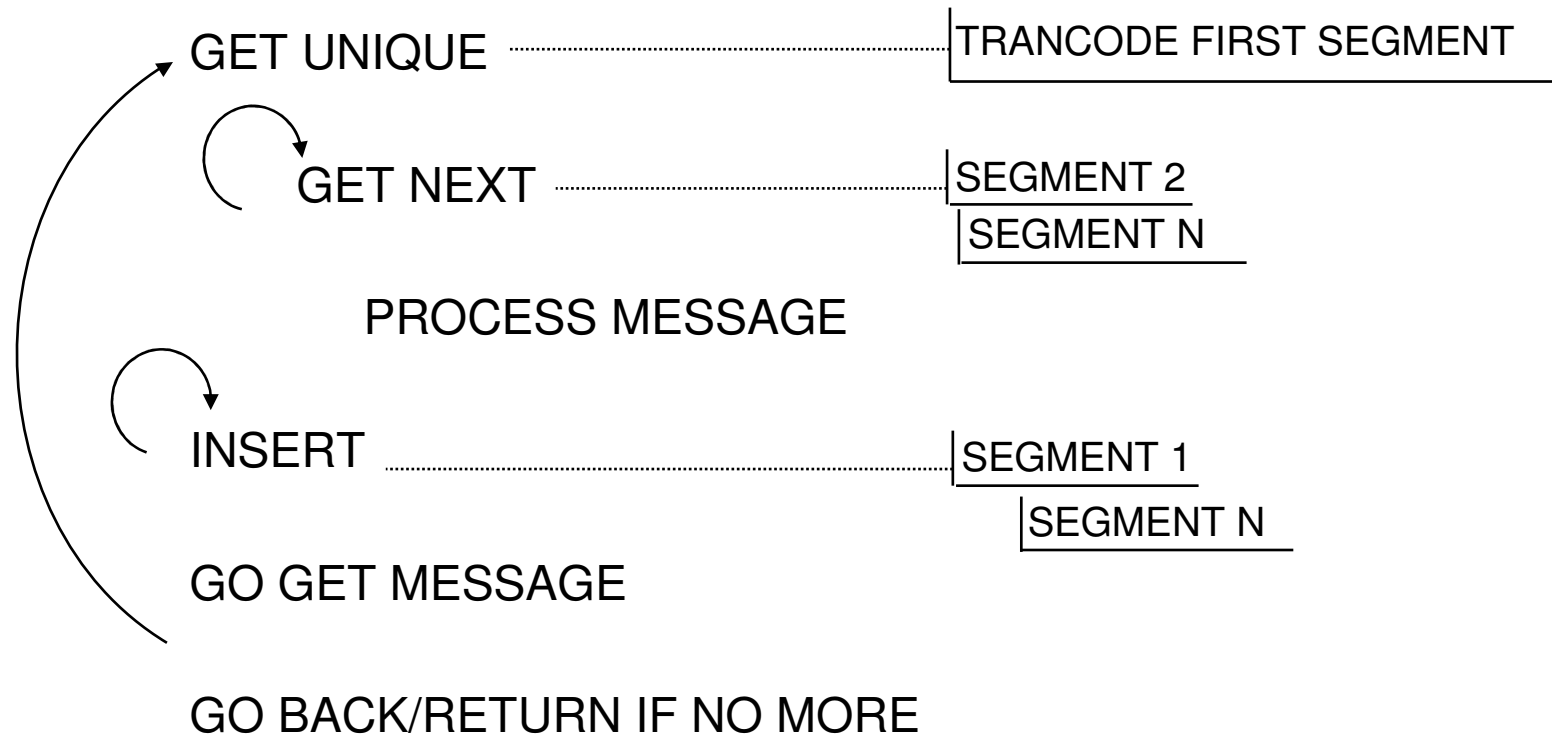 GET UNIQUE
TRANCODE FIRST SEGMENT
GET NEXT
SEGMENT 2
SEGMENT N
PROCESS MESSAGE
INSERT
SEGMENT 1
SEGMENT N
GO GET MESSAGE
GO BACK/RETURN IF NO MORE